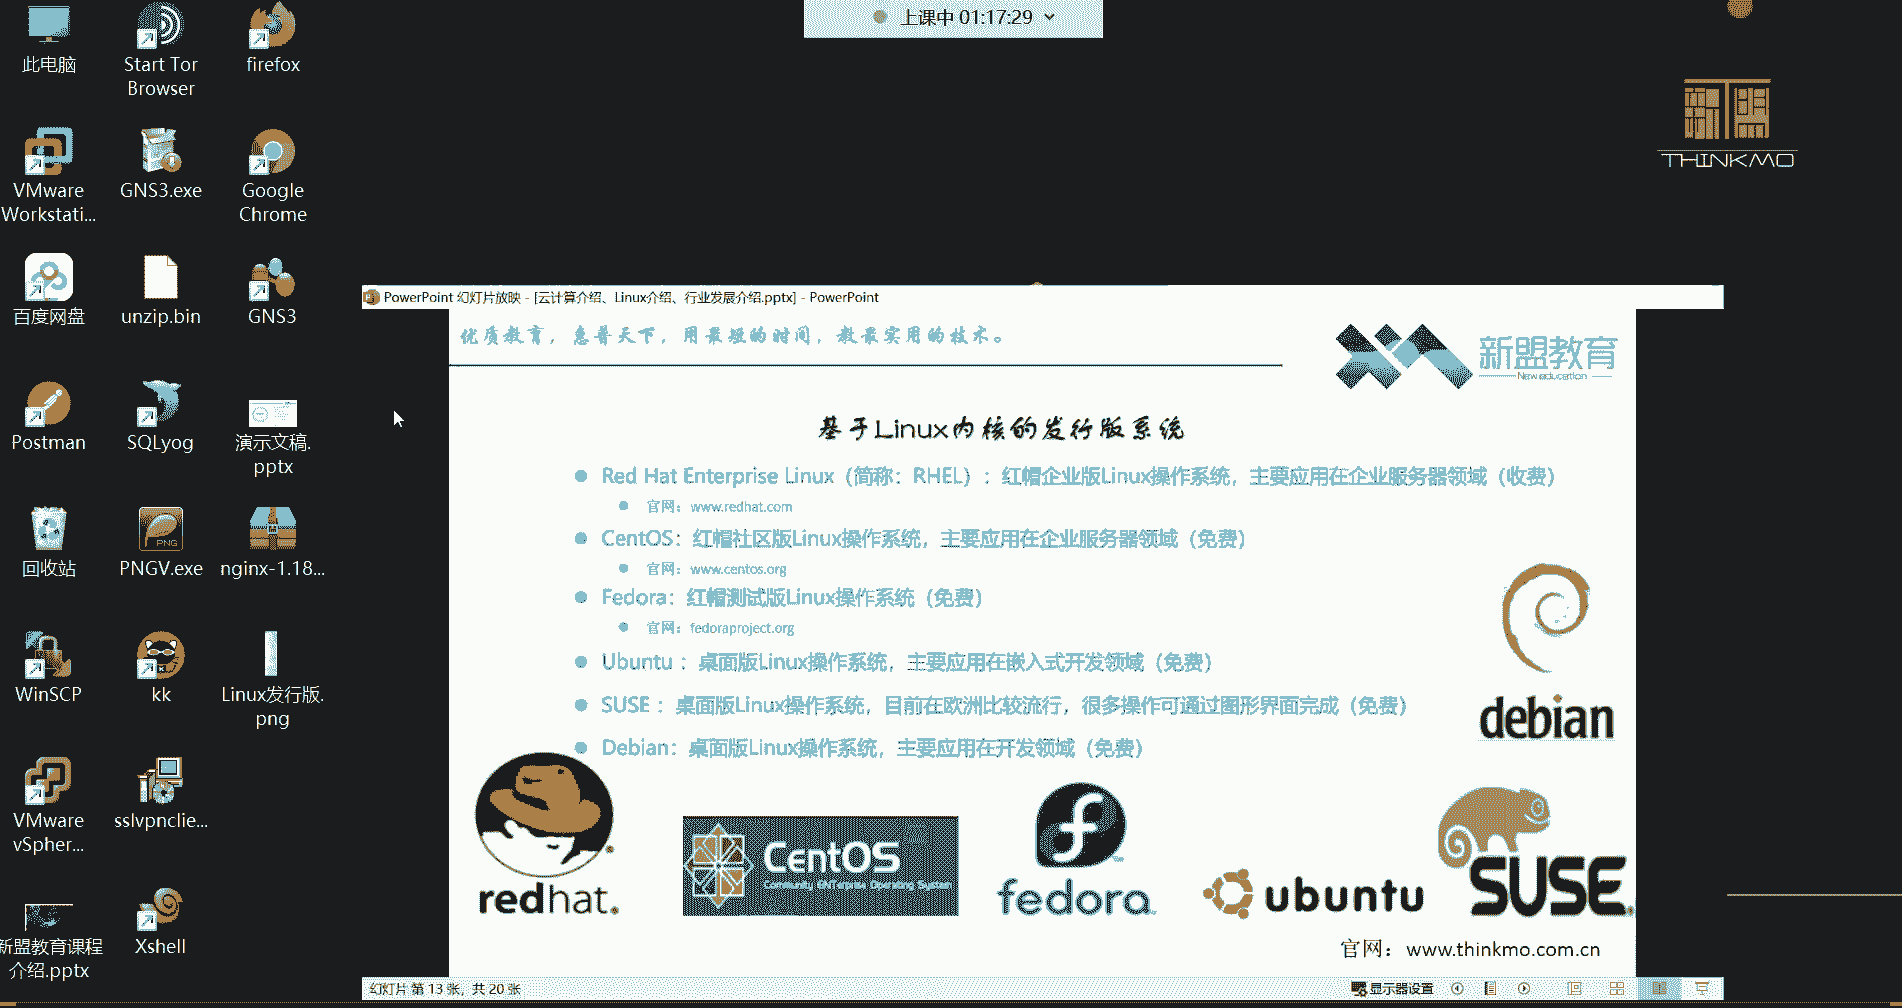 上课中 01:17:29
此电脑
Start Tor
Browser
firefox
THINKMO
VMware
Workstati...
GNS3.exe
Google
Chrome
百度网盘
unzip.bin
GNS3
Postman
SQLyog
演示文稿.
pptx
回收站
PNGV.exe
nginx-1.18...
WinSCP
kk
Linux发行版.
png
VMware
vSpher...
sslvpnclie...
新盟教育课程
介绍.pptx
Xshell
PowerPoint 幻灯片放映 - [云计算介绍、Linux介绍、行业发展介绍.pptx] - PowerPoint
优质教育，惠普天下，用最短的时间，教最实用的技术。
新盟教育
New education
基于Linux内核的发行版系统
Red Hat Enterprise Linux（简称：RHEL）：红帽企业版Linux操作系统，主要应用在企业服务器领域（收费）
官网：www.redhat.com
CentOS：红帽社区版Linux操作系统，主要应用在企业服务器领域（免费）
官网：www.centos.org
Fedora：红帽测试版Linux操作系统（免费）
官网：fedoraproject.org
Ubuntu：桌面版Linux操作系统，主要应用在嵌入式开发领域（免费）
SUSE：桌面版Linux操作系统，目前在欧洲比较流行，很多操作可通过图形界面完成（免费）
Debian：桌面版Linux操作系统，主要应用在开发领域（免费）
debian
redhat.
CentOS
Community ENTerprise Operating System
fedora
ubuntu
SUSE
官网：www.thinkmo.com.cn
幻灯片 第 13 张，共 20 张
显示器设置
PNG